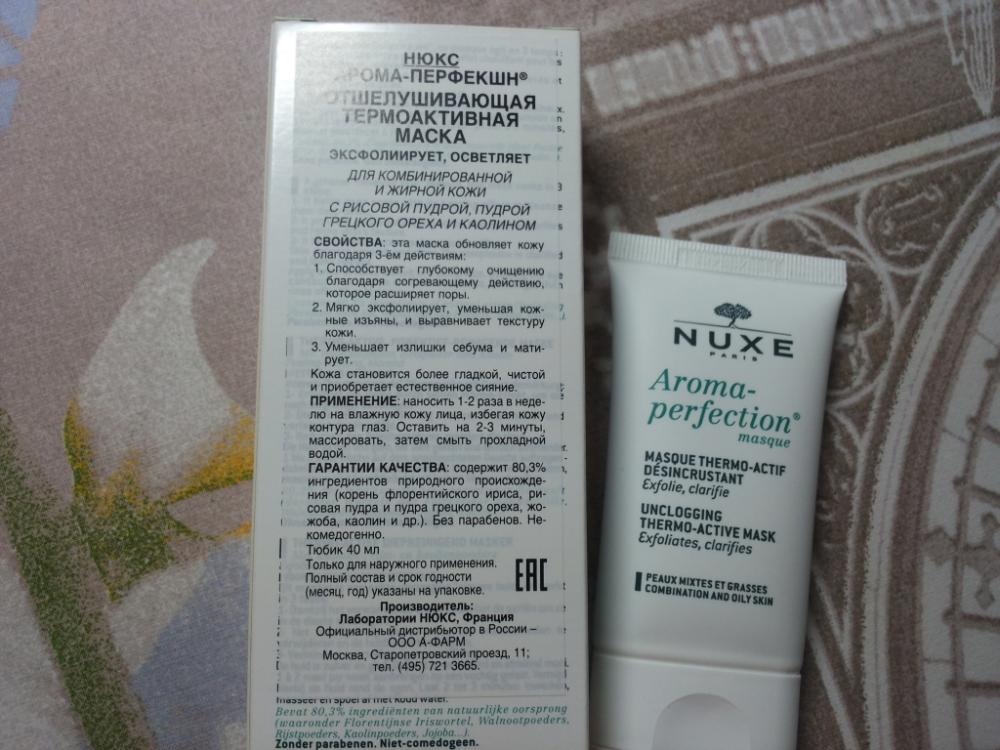 НЮКС
АРОМА-ПЕРФЕКШН®
ОТШЕЛУШИВАЮЩАЯ
ТЕРМОАКТИВНАЯ
МАСКА
ЭКСФОЛИИРУЕТ, ОСВЕТЛЯЕТ
ДЛЯ КОМБИНИРОВАННОЙ
И ЖИРНОЙ КОЖИ
С РИСОВОЙ ПУДРОЙ, ПУДРОЙ
ГРЕЦКОГО ОРЕХА И КАОЛИНОМ
СВОЙСТВА: эта маска обновляет кожу
благодаря 3-ём действиям:
1. Способствует глубокому очищению
благодаря согревающему действию,
которое расширяет поры.
2. Мягко эксфолиирует, уменьшая кож-
ные изъяны, и выравнивает текстуру
кожи.
3. Уменьшает излишки себума и мати-
рует.
Кожа становится более гладкой, чистой
и приобретает естественное сияние.
ПРИМЕНЕНИЕ: наносить 1-2 раза в неде-
лю на влажную кожу лица, избегая кожу
контура глаз. Оставить на 2-3 минуты,
массировать, затем смыть прохладной
водой.
ГАРАНТИИ КАЧЕСТВА: содержит 80,3%
ингредиентов природного происхожде-
ния (корень флорентийского ириса, ри-
совая пудра и пудра грецкого ореха, жо-
жоба, каолин и др.). Без парабенов. Не-
комедогенно.
Тюбик 40 мл
Только для наружного применения.
Полный состав и срок годности
(месяц, год) указаны на упаковке.
EAC
Производитель:
Лаборатории НЮКС, Франция
Официальный дистрибьютор в России –
ООО А-ФАРМ
Москва, Старопетровский проезд, 11;
тел. (495) 721 3665.
masseer en spoel af met koud water.
Bevat 80,3% ingrediënten van natuurlijke oorsprong
(waaronder Florentijnse Iriswortel, Walnootpoeders,
Rijstpoeders, Kaolinpoeders, Jojoba...).
Zonder parabenen. Niet-comedogeen.
NUXE
PARIS
Aroma-
perfection®
masque
MASQUE THERMO-ACTIF
DÉSINCRUSTANT
Exfolie, clarifie
UNCLOGGING
THERMO-ACTIVE MASK
Exfoliates, clarifies
PEAUX MIXTES ET GRASSES
COMBINATION AND OILY SKIN